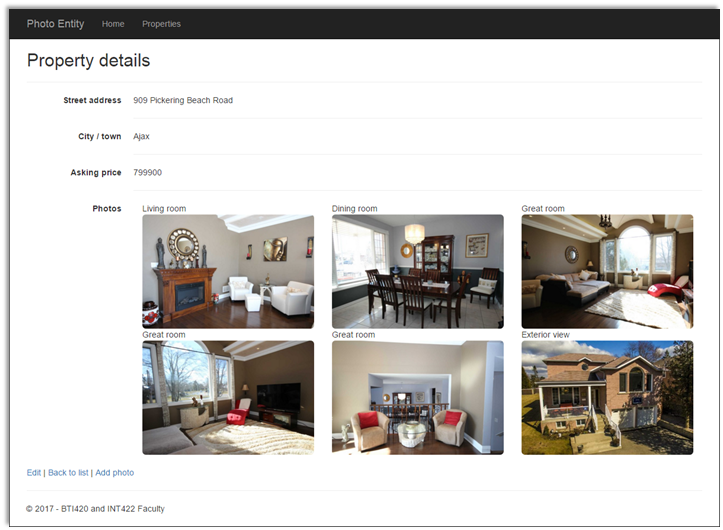 Photo Entity Home Properties
Property details
Street address 909 Pickering Beach Road
City / town Ajax
Asking price 799900
Photos Living room Dining room Great room
Great room Great room Exterior view
Edit | Back to list | Add photo
© 2017 - BTI420 and INT422 Faculty